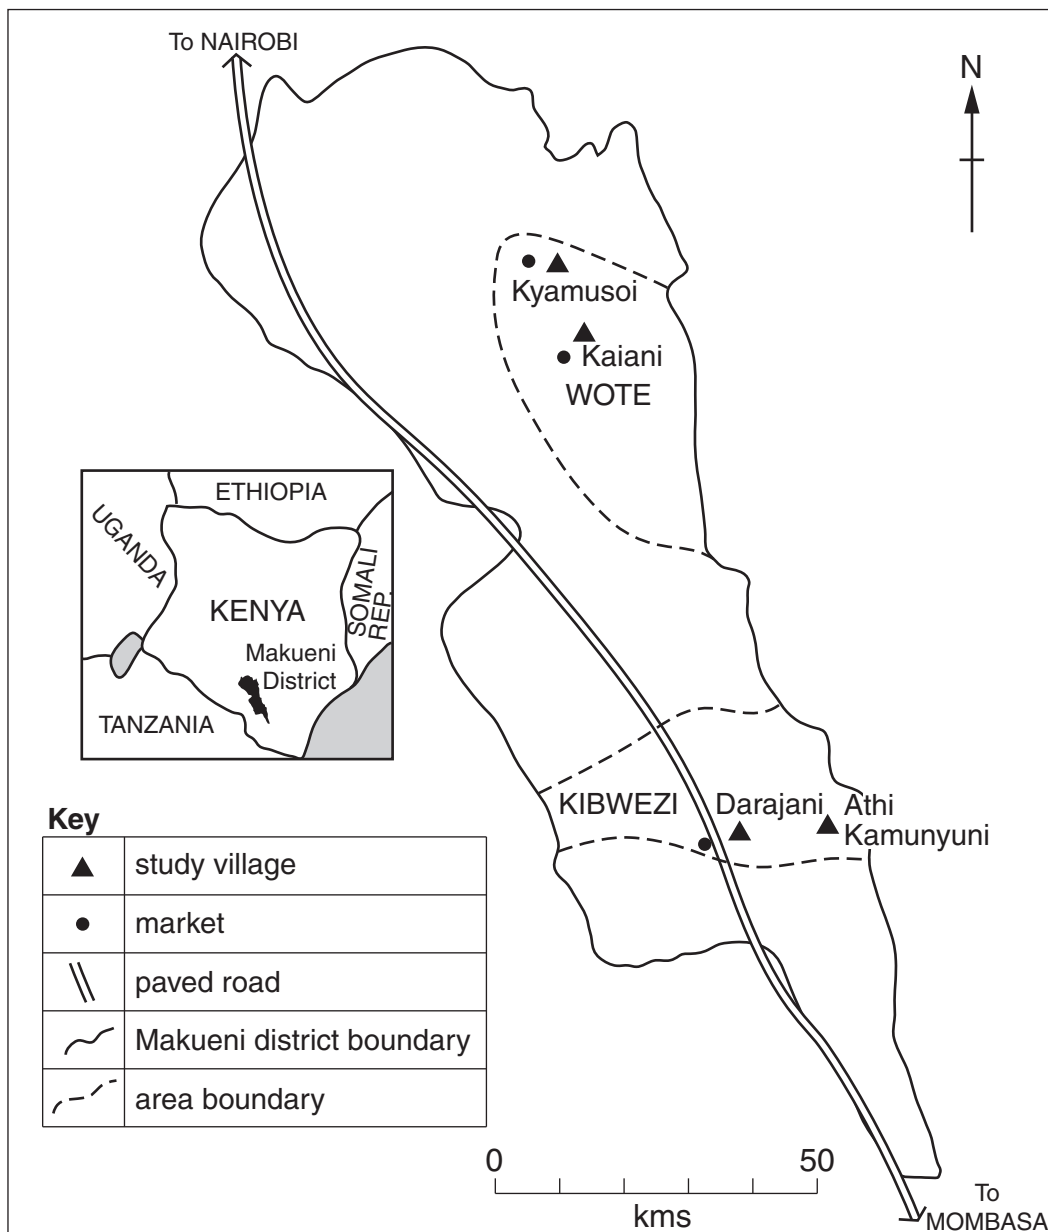 To NAIROBI
N
Kyamusoi
Kaiani
WOTE
ETHIOPIA
UGANDA
SOMALI
REP.
KENYA
Makueni
District
TANZANIA
KIBWEZI
Darajani
Athi
Kamunyuni
Key
study village
market
paved road
Makueni district boundary
area boundary
0 50
kms
To
MOMBASA